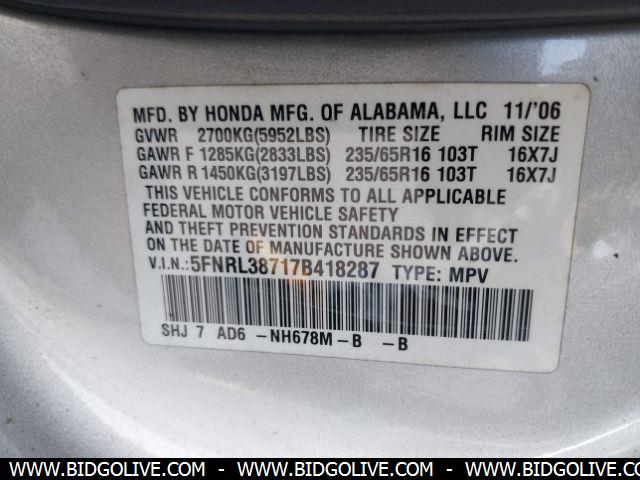 MFD. BY HONDA MFG. OF ALABAMA, LLC 11/'06
GVWR 2700KG(5952LBS) TIRE SIZE RIM SIZE
GAWR F 1285KG(2833LBS) 235/65R16 103T 16X7J
GAWR R 1450KG(3197LBS) 235/65R16 103T 16X7J
THIS VEHICLE CONFORMS TO ALL APPLICABLE
FEDERAL MOTOR VEHICLE SAFETY
AND THEFT PREVENTION STANDARDS IN EFFECT
ON THE DATE OF MANUFACTURE SHOWN ABOVE.
V.I.N.:5FNRL38717B418287 TYPE: MPV
SHJ 7 AD6 -NH678M-B -B
WWW.BIDGOLIVE.COM - WWW.BIDGOLIVE.COM - WWW.BIDGOLIVE.COM